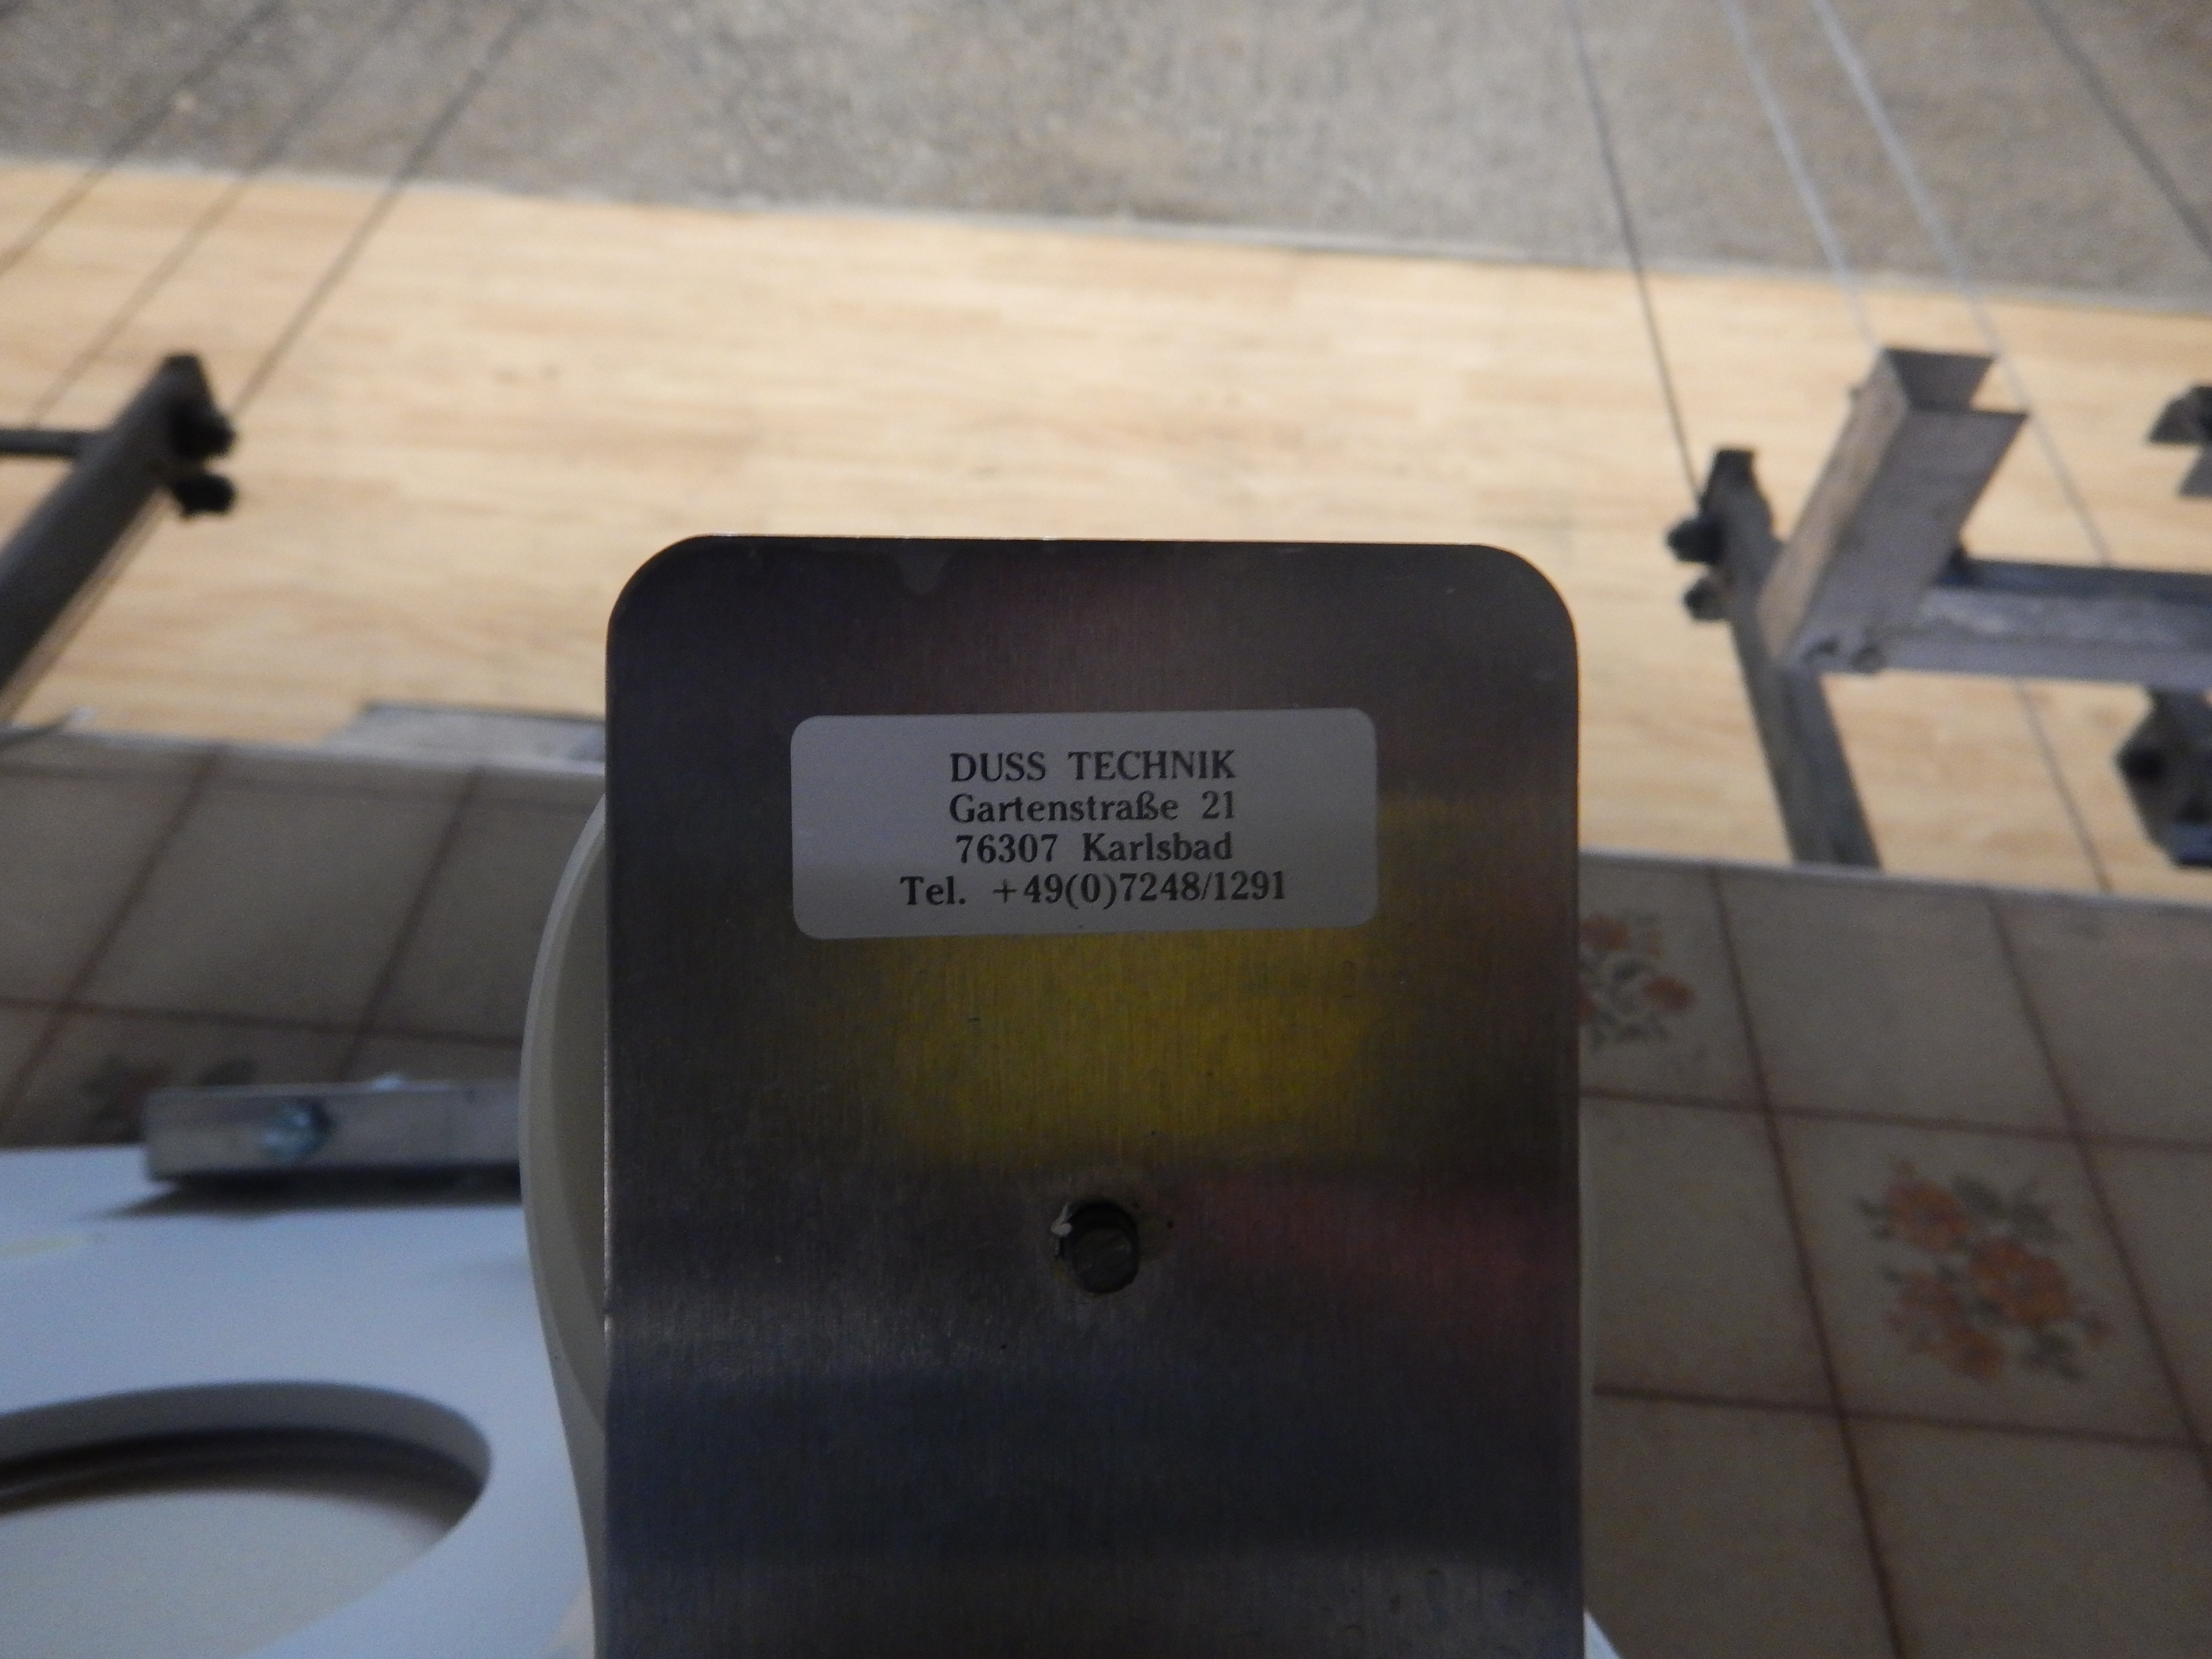 DUSS TECHNIK
Gartenstraße 21
76307 Karlsbad
Tel. +49(0)7248/1291